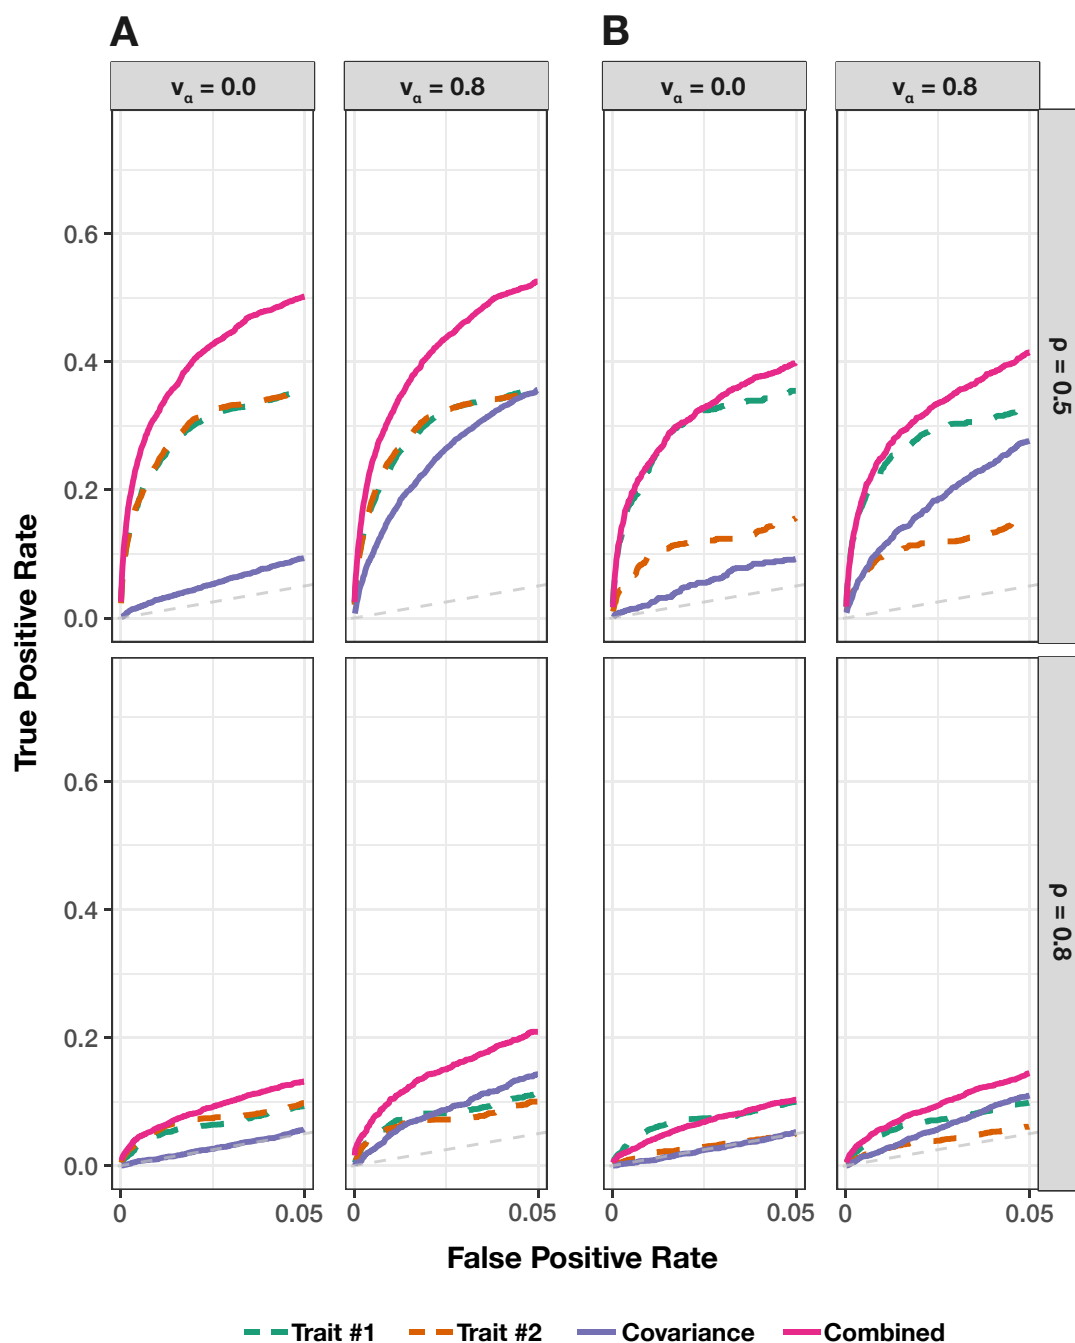 A
B
vα = 0.0
vα = 0.8
vα = 0.0
vα = 0.8
0.6
0.4
0.2
0.0
ρ = 0.5
True Positive Rate
0.6
0.4
0.2
0.0
ρ = 0.8
0
0.05
0
0.05
0
0.05
0
0.05
False Positive Rate
Trait #1
Trait #2
Covariance
Combined